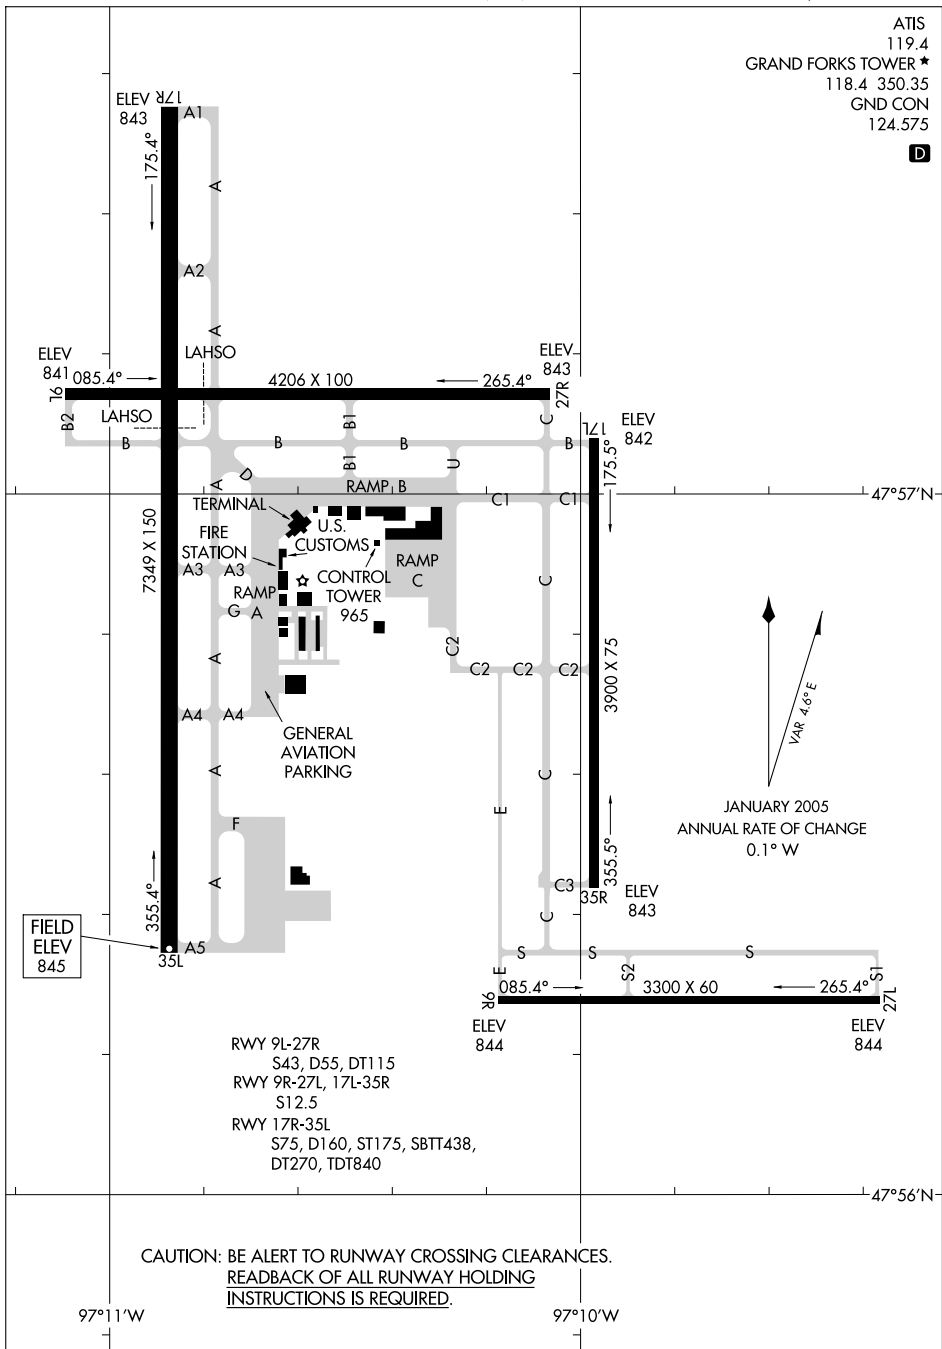 ATIS
119.4
GRAND FORKS TOWER ★
118.4 350.35
GND CON
124.575
D
ELEV
843
17R
A1
175.4°
A
A2
A
LAHSO
ELEV
841
085.4°
4206 X 100
265.4°
ELEV
843
9L
27R
LAHSO
B2
B
B
B1
B
C
B
17L
ELEV
842
175.5°
A
D
B1
U
RAMP B
C1
C1
47°57'N
TERMINAL
U.S.
CUSTOMS
FIRE
STATION
7349 X 150
A3
A3
RAMP
A
G
CONTROL
TOWER
965
RAMP
C
C
A
C2
C2
C2
C2
3900 X 75
VAR 4.6° E
A4
A4
GENERAL
AVIATION
PARKING
A
C
E
JANUARY 2005
ANNUAL RATE OF CHANGE
0.1° W
F
A
355.4°
355.5°
C3
35R
ELEV
843
C
FIELD
ELEV
845
A5
35L
S
S
S
E
S2
S1
085.4°
3300 X 60
265.4°
9R
27L
ELEV
844
ELEV
844
RWY 9L-27R
S43, D55, DT115
RWY 9R-27L, 17L-35R
S12.5
RWY 17R-35L
S75, D160, ST175, SBTT438,
DT270, TDT840
47°56'N
CAUTION: BE ALERT TO RUNWAY CROSSING CLEARANCES.
READBACK OF ALL RUNWAY HOLDING
INSTRUCTIONS IS REQUIRED.
97°11'W
97°10'W